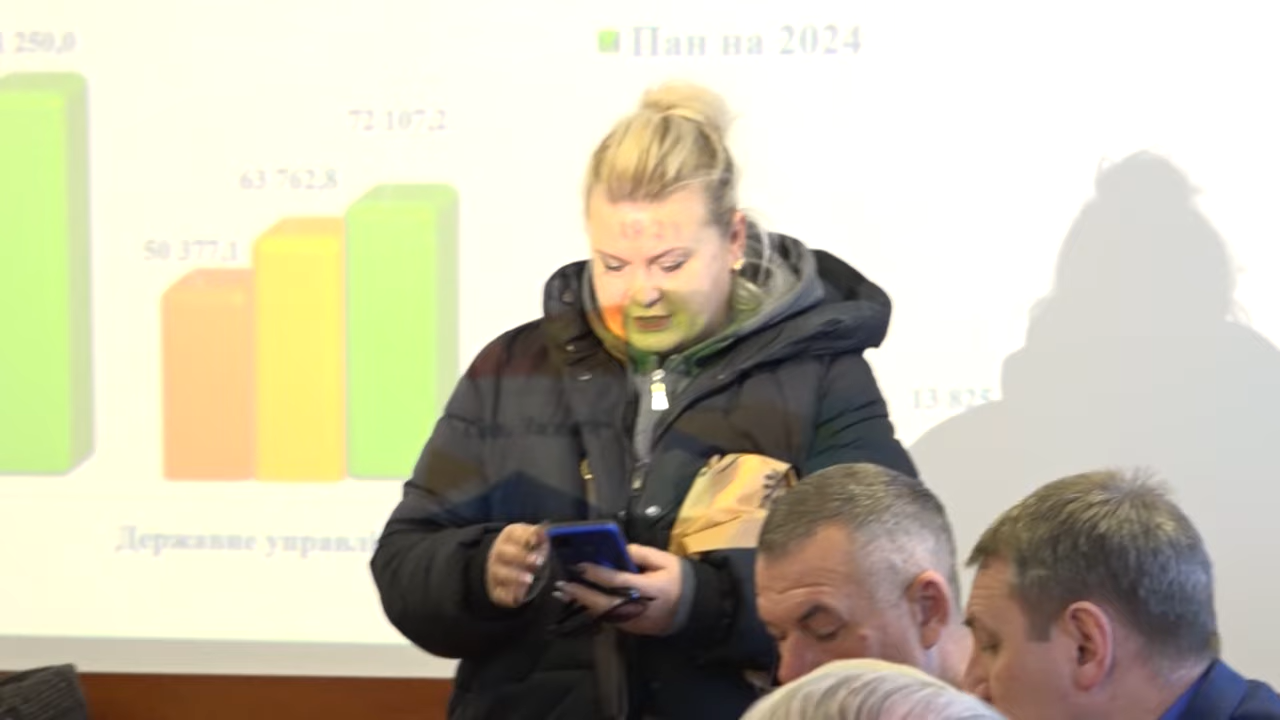 250,0
Пан на 2024
72 107,2
63 762,8
50 377,1
13 825
Державне управлі